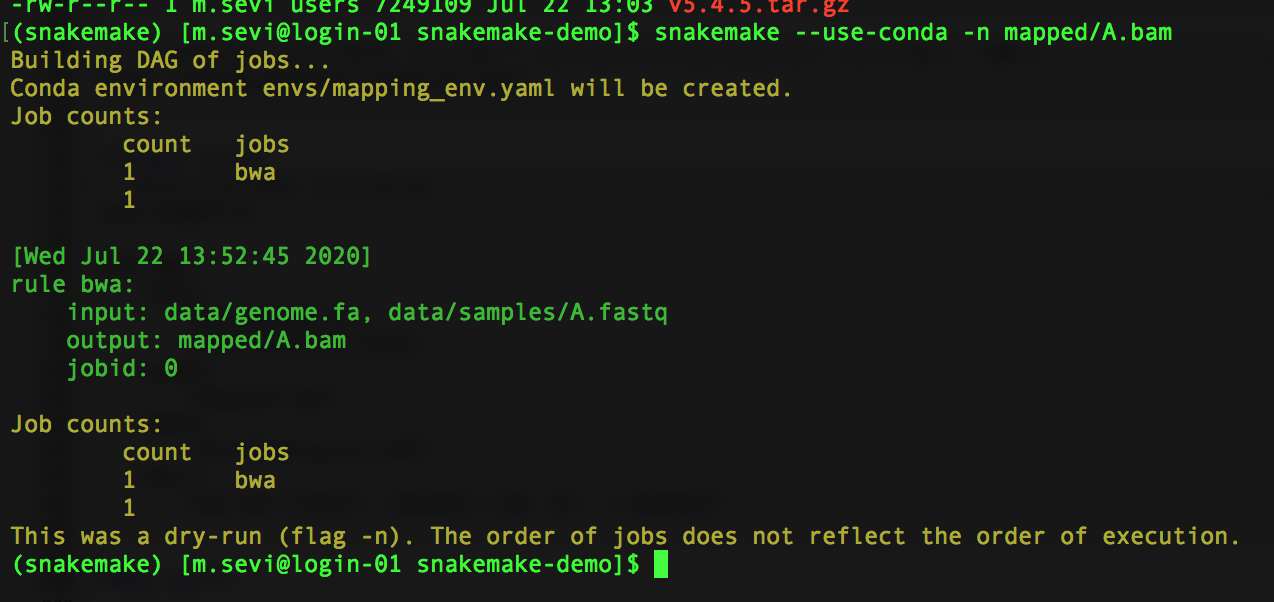 -rw-r--r-- 1 m.sevi users 7249109 Jul 22 13:03 v5.4.5.tar.gz
[(snakemake) [m.sevi@login-01 snakemake-demo]$ snakemake --use-conda -n mapped/A.bam
Building DAG of jobs...
Conda environment envs/mapping_env.yaml will be created.
Job counts:
        count   jobs
        1       bwa
        1

[Wed Jul 22 13:52:45 2020]
rule bwa:
    input: data/genome.fa, data/samples/A.fastq
    output: mapped/A.bam
    jobid: 0

Job counts:
        count   jobs
        1       bwa
        1
This was a dry-run (flag -n). The order of jobs does not reflect the order of execution.
(snakemake) [m.sevi@login-01 snakemake-demo]$